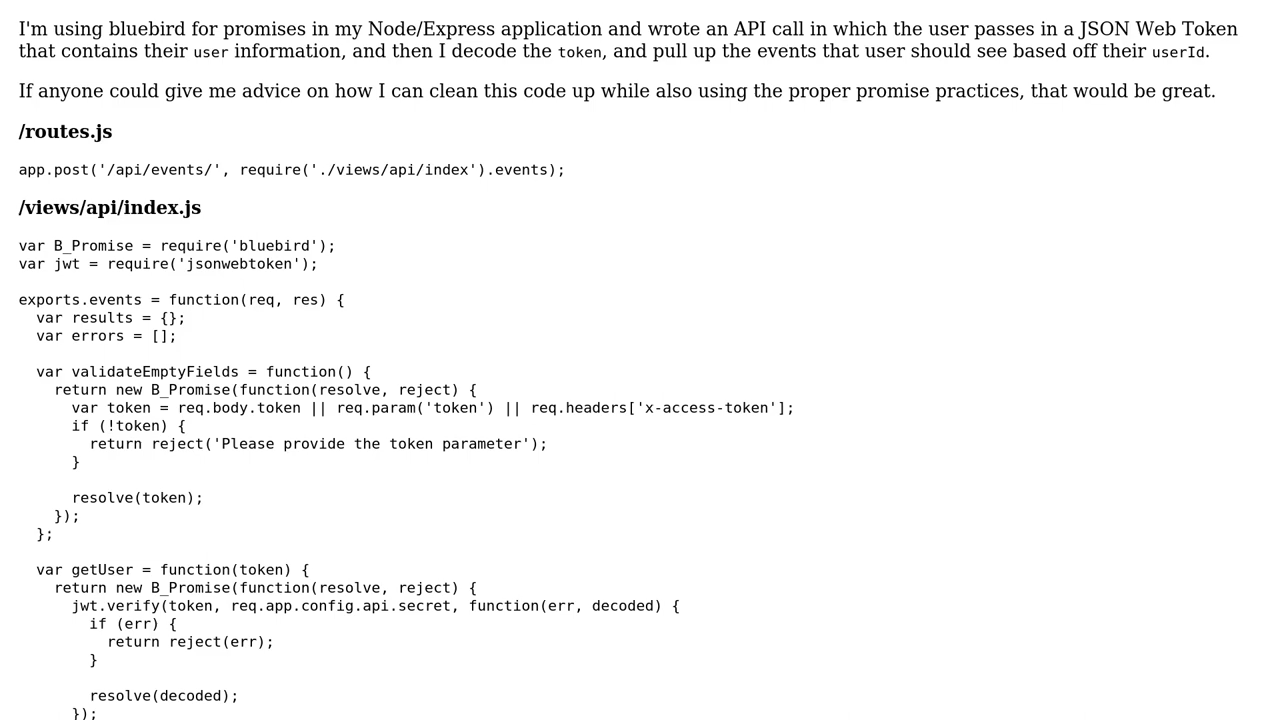 I'm using bluebird for promises in my Node/Express application and wrote an API call in which the user passes in a JSON Web Token
that contains their user information, and then I decode the token, and pull up the events that user should see based off their userId.
If anyone could give me advice on how I can clean this code up while also using the proper promise practices, that would be great.
/routes.js
app.post('/api/events/', require('./views/api/index').events);
/views/api/index.js
var B_Promise = require('bluebird');
var jwt = require('jsonwebtoken');
exports.events = function(req, res) {
  var results = {};
  var errors = [];
  var validateEmptyFields = function() {
    return new B_Promise(function(resolve, reject) {
      var token = req.body.token || req.param('token') || req.headers['x-access-token'];
      if (!token) {
        return reject('Please provide the token parameter');
      }
      resolve(token);
    });
  };
  var getUser = function(token) {
    return new B_Promise(function(resolve, reject) {
      jwt.verify(token, req.app.config.api.secret, function(err, decoded) {
        if (err) {
          return reject(err);
        }
        resolve(decoded);
      });